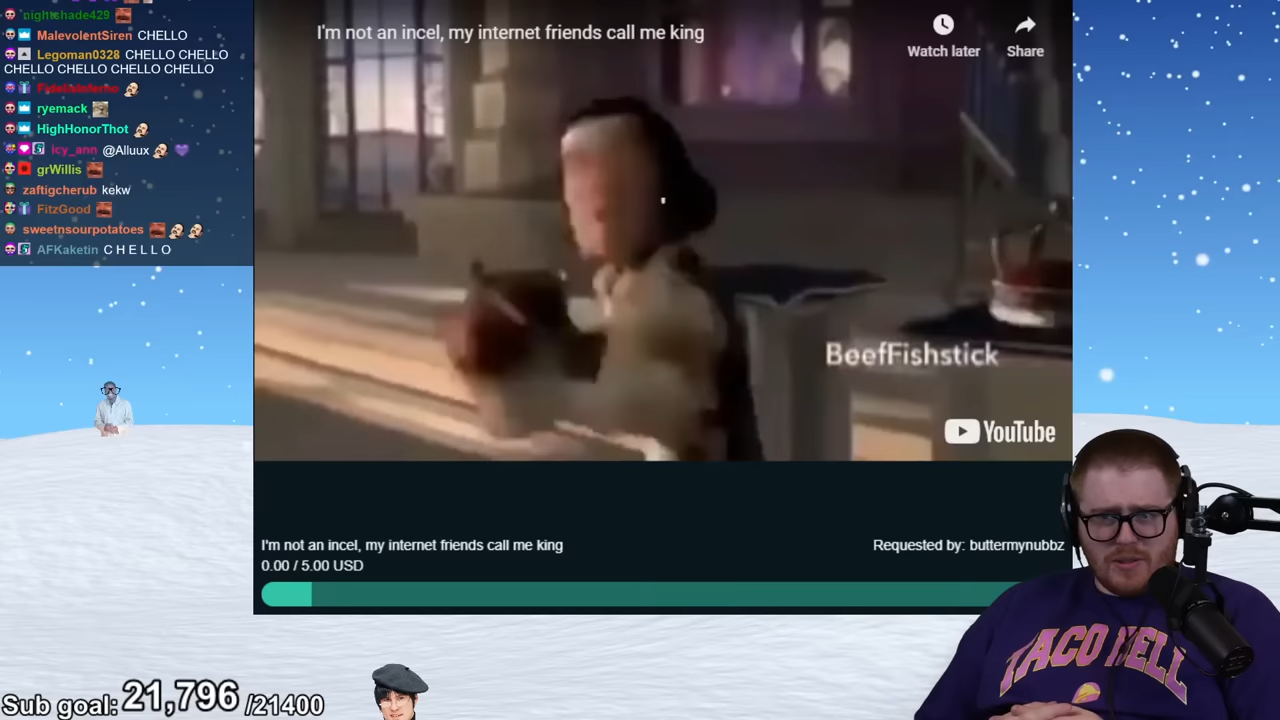 nightshade429
MalevolentSiren CHELLO
Legoman0328 CHELLO CHELLO
CHELLO CHELLO CHELLO CHELLO
FidelisInferno
ryemack
HighHonorThot
icy_ann @Alluux
grWillis
zaftigcherub kekw
FitzGood
sweetnsourpotatoes
AFKaketin C H E L L O
I'm not an incel, my internet friends call me king
Watch later
Share
BeefFishstick
YouTube
I'm not an incel, my internet friends call me king
Requested by: buttermynubbz
0.00 / 5.00 USD
TACO BELL
Sub goal: 21,796 /21400